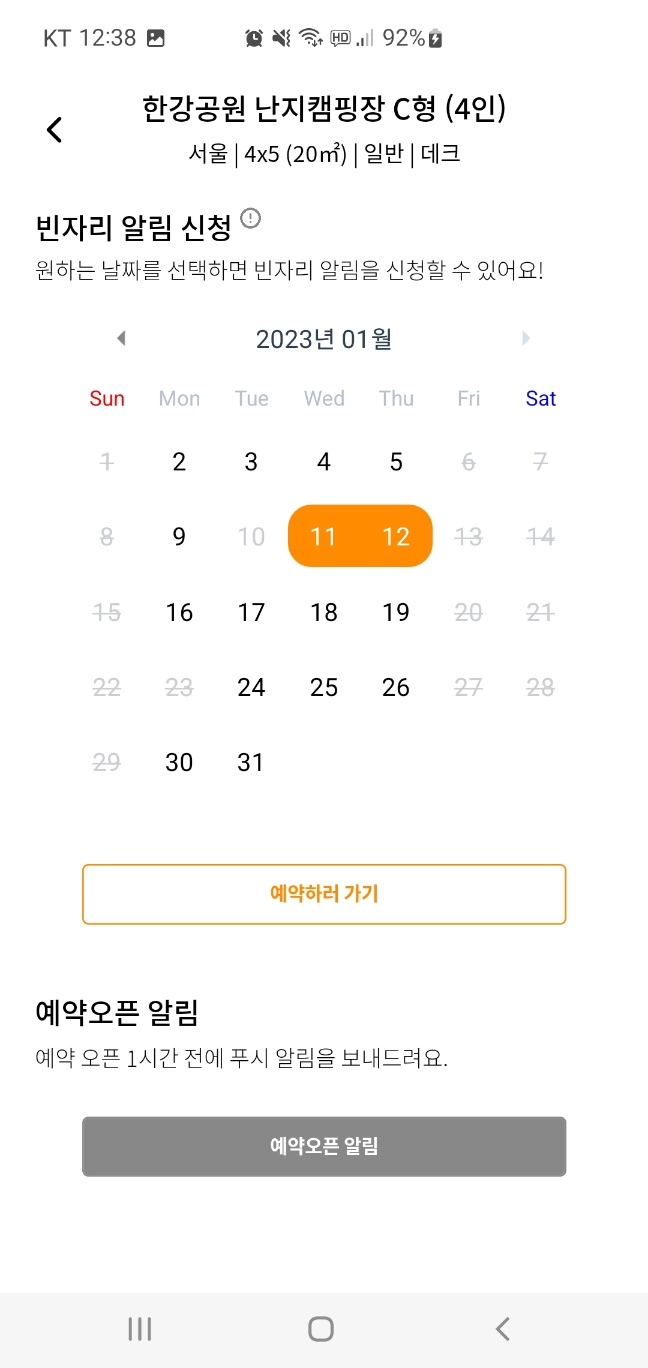 KT 12:38 HD 92%
한강공원 난지캠핑장 C형 (4인)
서울 | 4x5 (20㎡) | 일반 | 데크
빈자리 알림 신청
원하는 날짜를 선택하면 빈자리 알림을 신청할 수 있어요!
2023년 01월
Sun Mon Tue Wed Thu Fri Sat
1 2 3 4 5 6 7
8 9 10 11 12 13 14
15 16 17 18 19 20 21
22 23 24 25 26 27 28
29 30 31
예약하러 가기
예약오픈 알림
예약 오픈 1시간 전에 푸시 알림을 보내드려요.
예약오픈 알림